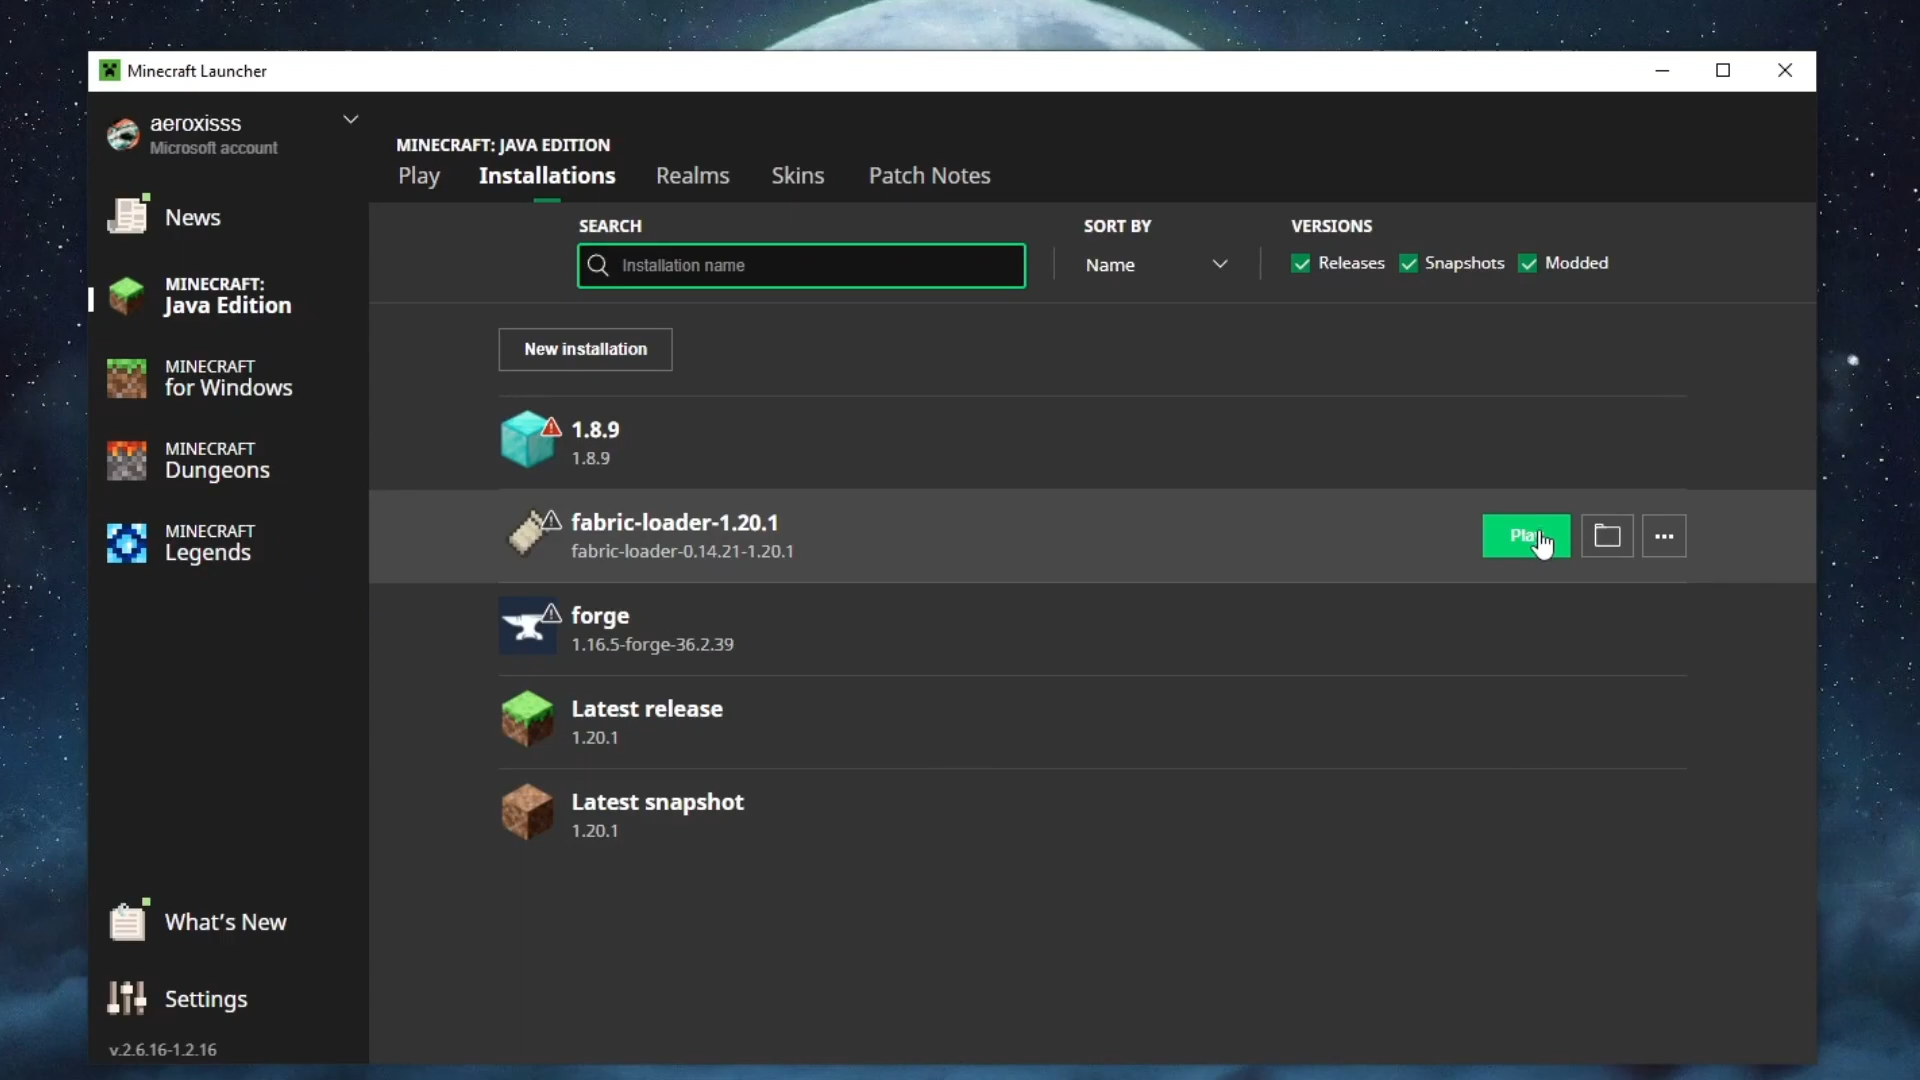 Minecraft Launcher
aeroxisss
Microsoft account
News
MINECRAFT:
Java Edition
MINECRAFT
for Windows
MINECRAFT
Dungeons
MINECRAFT
Legends
What's New
Settings
v.2.6.16-1.2.16
MINECRAFT: JAVA EDITION
Play Installations Realms Skins Patch Notes
SEARCH SORT BY VERSIONS
Installation name Name Releases Snapshots Modded
New installation
1.8.9
1.8.9
fabric-loader-1.20.1
fabric-loader-0.14.21-1.20.1
Play
forge
1.16.5-forge-36.2.39
Latest release
1.20.1
Latest snapshot
1.20.1